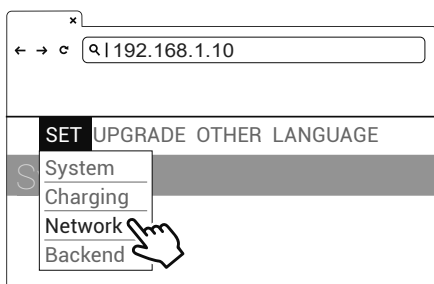 192.168.1.10
SET UPGRADE OTHER LANGUAGE
S
System
Charging
Network
Backend